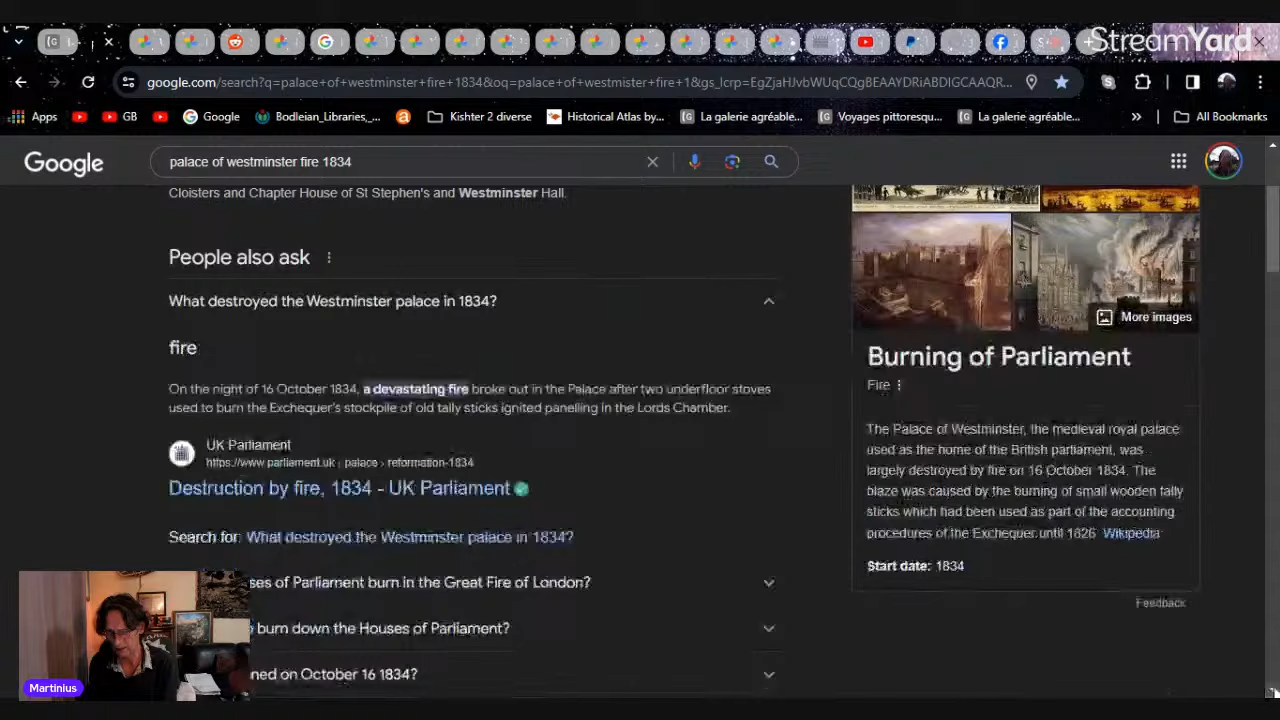 StreamYard
google.com/search?q=palace+of+westminster+fire+1834&oq=palace+of+westmister+fire+1&gs_lcrp=EgZjaHJvbWUqCQgBEAAYDRiABDIGCAAQR...
Apps
GB
Google
Bodleian_Libraries,_...
Kishter 2 diverse
Historical Atlas by...
La galerie agréable...
Voyages pittoresqu...
La galerie agréable...
»
All Bookmarks
Google
palace of westminster fire 1834
Cloisters and Chapter House of St Stephen's and Westminster Hall.
People also ask
What destroyed the Westminster palace in 1834?
fire
On the night of 16 October 1834, a devastating fire broke out in the Palace after two underfloor stoves
used to burn the Exchequer's stockpile of old tally sticks ignited panelling in the Lords Chamber.
UK Parliament
https://www.parliament.uk › palace › reformation-1834
Destruction by fire, 1834 - UK Parliament
Search for: What destroyed the Westminster palace in 1834?
ses of Parliament burn in the Great Fire of London?
burn down the Houses of Parliament?
ned on October 16 1834?
More images
Burning of Parliament
Fire
The Palace of Westminster, the medieval royal palace
used as the home of the British parliament, was
largely destroyed by fire on 16 October 1834. The
blaze was caused by the burning of small wooden tally
sticks which had been used as part of the accounting
procedures of the Exchequer until 1826 Wikipedia
Start date: 1834
Feedback
Martinius